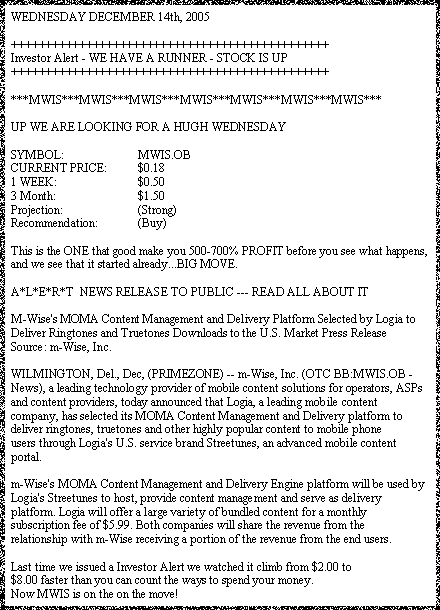 WEDNESDAY DECEMBER 14th, 2005
+++++++++++++++++++++++++++++++++++++++++++++
Investor Alert - WE HAVE A RUNNER - STOCK IS UP
+++++++++++++++++++++++++++++++++++++++++++++
***MWIS***MWIS***MWIS***MWIS***MWIS***MWIS***MWIS***
UP WE ARE LOOKING FOR A HUGH WEDNESDAY
SYMBOL: MWIS.OB
CURRENT PRICE: $0.18
1 WEEK: $0.50
3 Month: $1.50
Projection: (Strong)
Recommendation: (Buy)
This is the ONE that good make you 500-700% PROFIT before you see what happens,
and we see that it started already...BIG MOVE.
A*L*E*R*T  NEWS RELEASE TO PUBLIC --- READ ALL ABOUT IT
M-Wise's MOMA Content Management and Delivery Platform Selected by Logia to
Deliver Ringtones and Truetones Downloads to the U.S. Market Press Release
Source: m-Wise, Inc.
WILMINGTON, Del., Dec, (PRIMEZONE) -- m-Wise, Inc. (OTC BB:MWIS.OB -
News), a leading technology provider of mobile content solutions for operators, ASPs
and content providers, today announced that Logia, a leading mobile content
company, has selected its MOMA Content Management and Delivery platform to
deliver ringtones, truetones and other highly popular content to mobile phone
users through Logia's U.S. service brand Streetunes, an advanced mobile content
portal.
m-Wise's MOMA Content Management and Delivery Engine platform will be used by
Logia's Streetunes to host, provide content management and serve as delivery
platform. Logia will offer a large variety of bundled content for a monthly
subscription fee of $5.99. Both companies will share the revenue from the
relationship with m-Wise receiving a portion of the revenue from the end users.
Last time we issued a Investor Alert we watched it climb from $2.00 to
$8.00 faster than you can count the ways to spend your money.
Now MWIS is on the on the move!